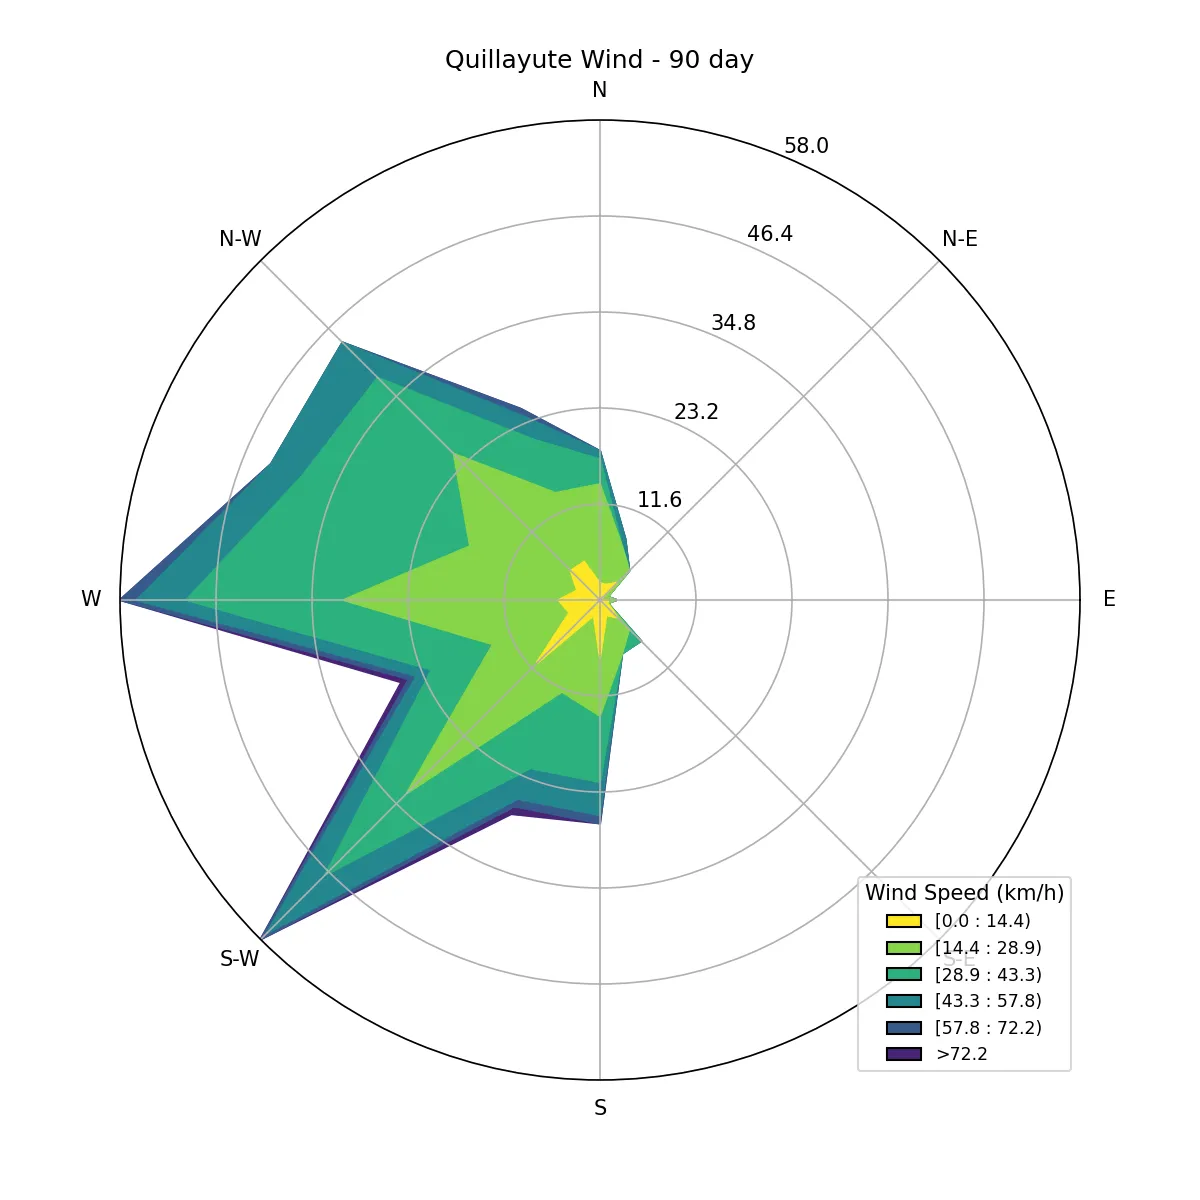 Quillayute Wind - 90 day
N
58.0
46.4
N-W
N-E
34.8
23.2
11.6
W
E
Wind Speed (km/h)
[0.0 : 14.4)
[14.4 : 28.9)
S-W
S-E
[28.9 : 43.3)
[43.3 : 57.8)
[57.8 : 72.2)
>72.2
S